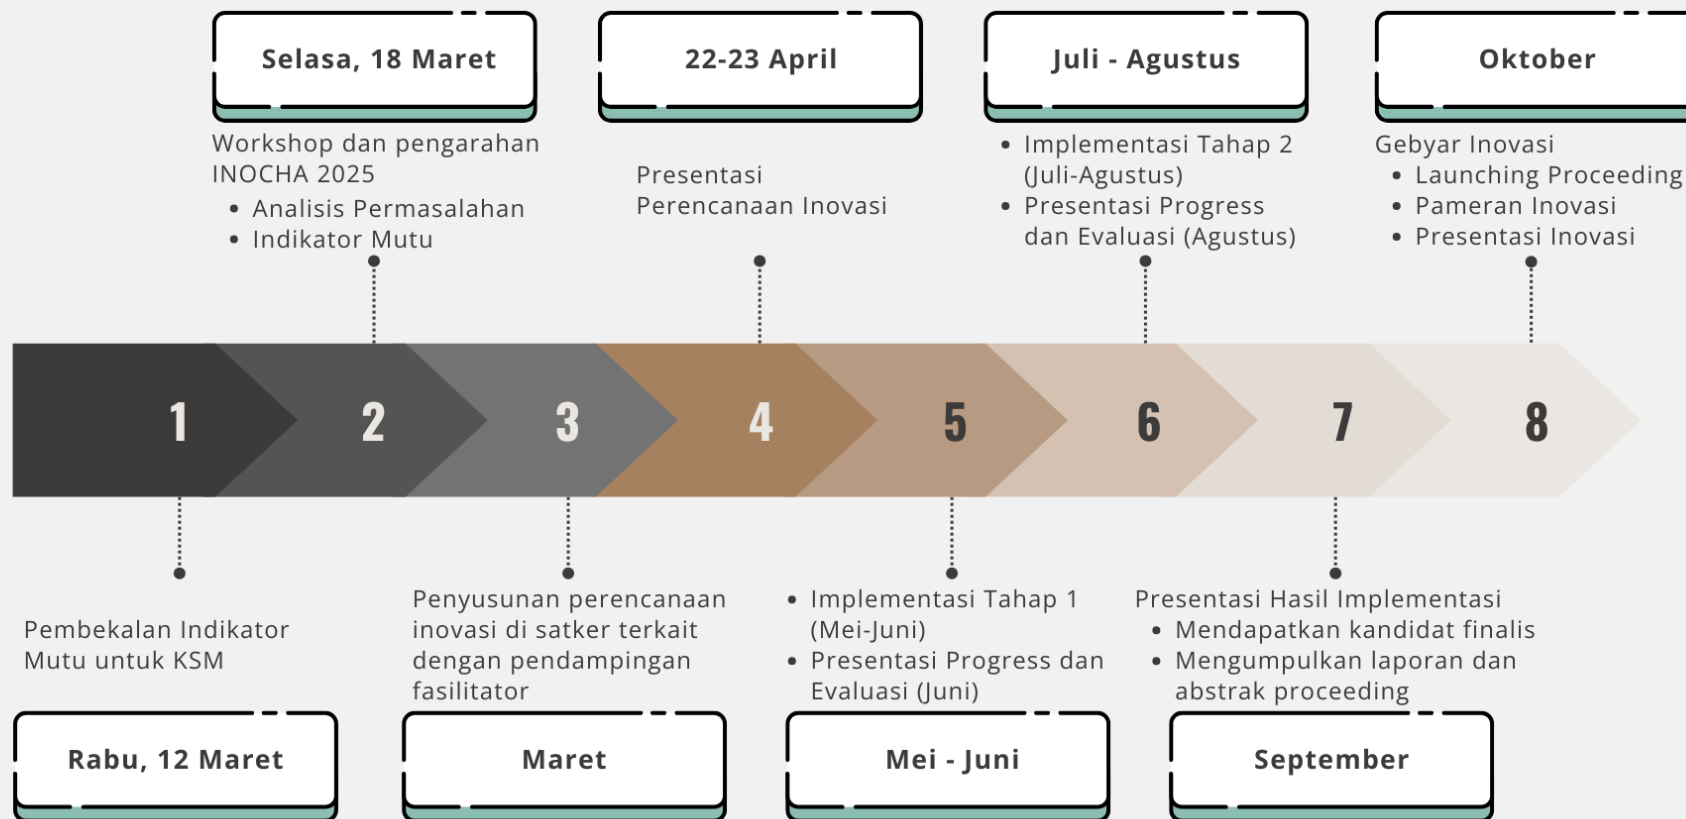 Selasa, 18 Maret
Workshop dan pengarahan
INOCHA 2025
• Analisis Permasalahan
• Indikator Mutu
22-23 April
Presentasi
Perencanaan Inovasi
Juli - Agustus
• Implementasi Tahap 2
(Juli-Agustus)
• Presentasi Progress
dan Evaluasi (Agustus)
Oktober
Gebyar Inovasi
• Launching Proceeding
• Pameran Inovasi
• Presentasi Inovasi
1
2
3
4
5
6
7
8
Pembekalan Indikator
Mutu untuk KSM
Rabu, 12 Maret
Penyusunan perencanaan
inovasi di satker terkait
dengan pendampingan
fasilitator
Maret
• Implementasi Tahap 1
(Mei-Juni)
• Presentasi Progress dan
Evaluasi (Juni)
Mei - Juni
Presentasi Hasil Implementasi
• Mendapatkan kandidat finalis
• Mengumpulkan laporan dan
abstrak proceeding
September